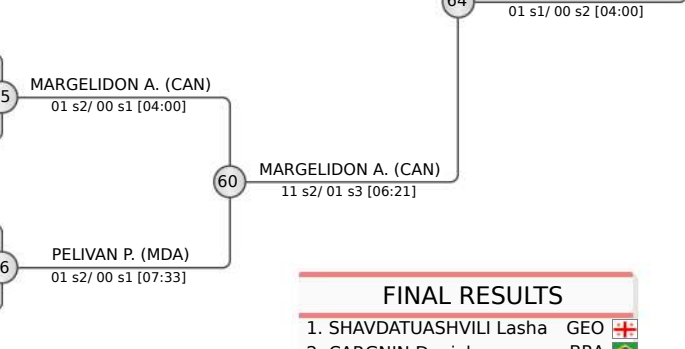 64
01 s1/ 00 s2 [04:00]
MARGELIDON A. (CAN)
5
01 s2/ 00 s1 [04:00]
MARGELIDON A. (CAN)
60
11 s2/ 01 s3 [06:21]
PELIVAN P. (MDA)
6
01 s2/ 00 s1 [07:33]
FINAL RESULTS
1. SHAVDATUASHVILI Lasha GEO